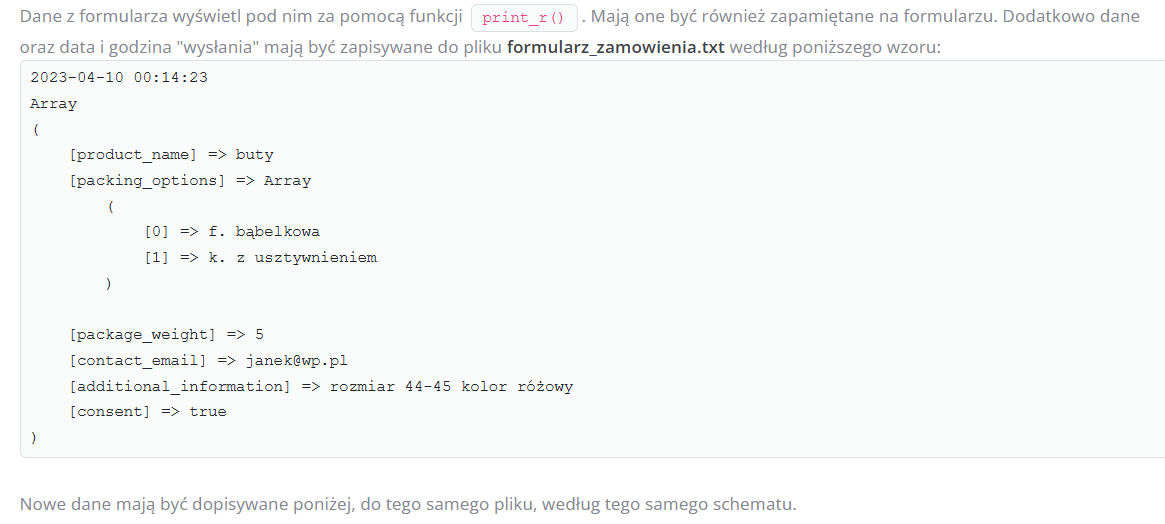 Dane z formularza wyświetl pod nim za pomocą funkcji print_r() . Mają one być również zapamiętane na formularzu. Dodatkowo dane
oraz data i godzina "wysłania" mają być zapisywane do pliku formularz_zamowienia.txt według poniższego wzoru:
2023-04-10 00:14:23
Array
(
    [product_name] => buty
    [packing_options] => Array
        (
            [0] => f. bąbelkowa
            [1] => k. z usztywnieniem
        )

    [package_weight] => 5
    [contact_email] => janek@wp.pl
    [additional_information] => rozmiar 44-45 kolor różowy
    [consent] => true
)
Nowe dane mają być dopisywane poniżej, do tego samego pliku, według tego samego schematu.